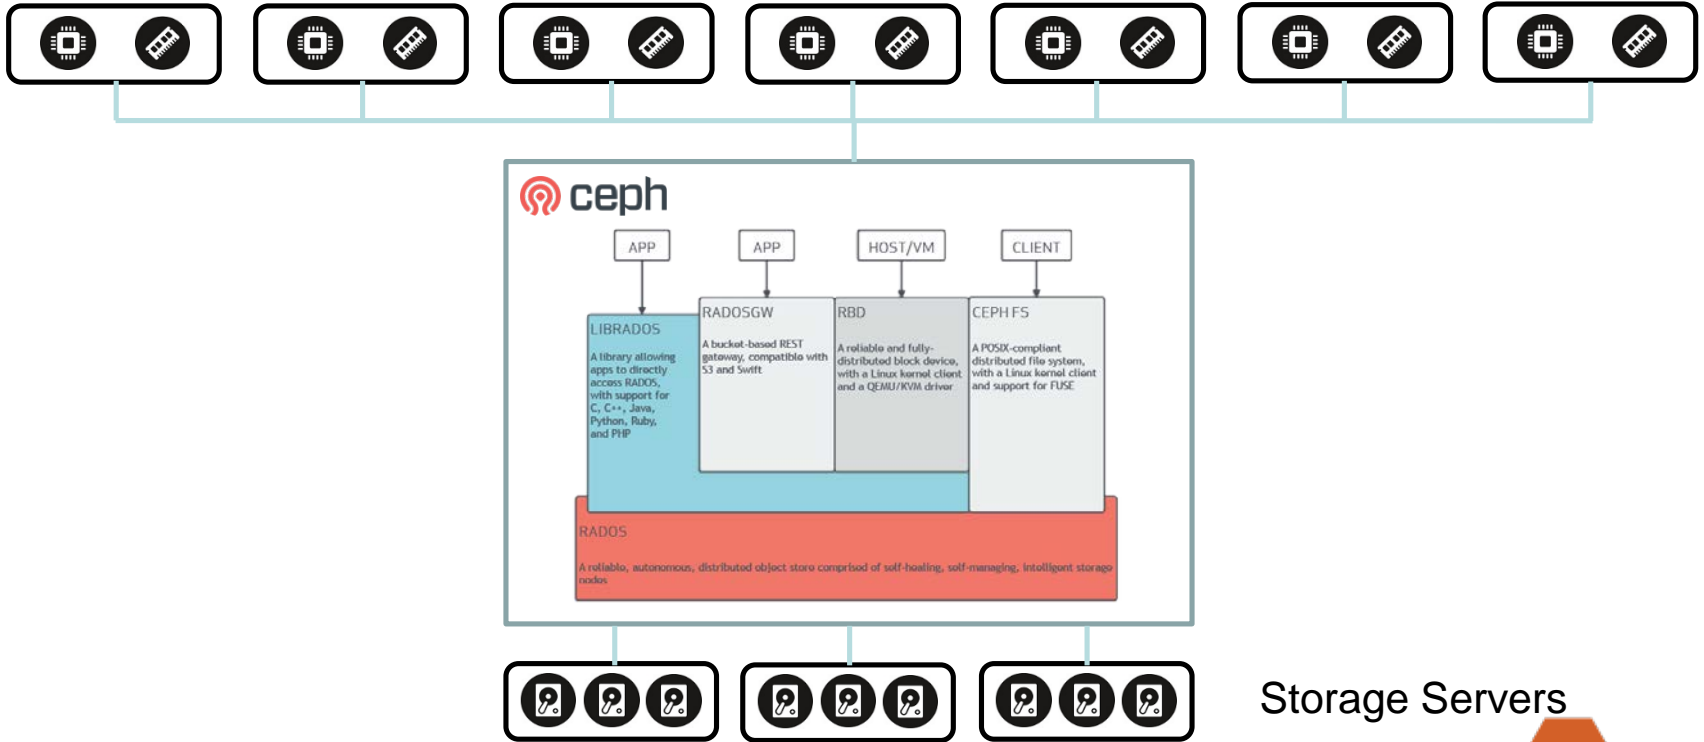 ceph
APP
APP
HOST/VM
CLIENT
LIBRADOS
A library allowing
apps to directly
access RADOS,
with support for
C, C++, Java,
Python, Ruby,
and PHP
RADOSGW
A bucket-based REST
gateway, compatible with
S3 and Swift
RBD
A reliable and fully-
distributed block device,
with a Linux kernel client
and a QEMU/KVM driver
CEPH FS
A POSIX-compliant
distributed file system,
with a Linux kernel client
and support for FUSE
RADOS
A reliable, autonomous, distributed object store comprised of self-healing, self-managing, intelligent storage
nodes
Storage Servers